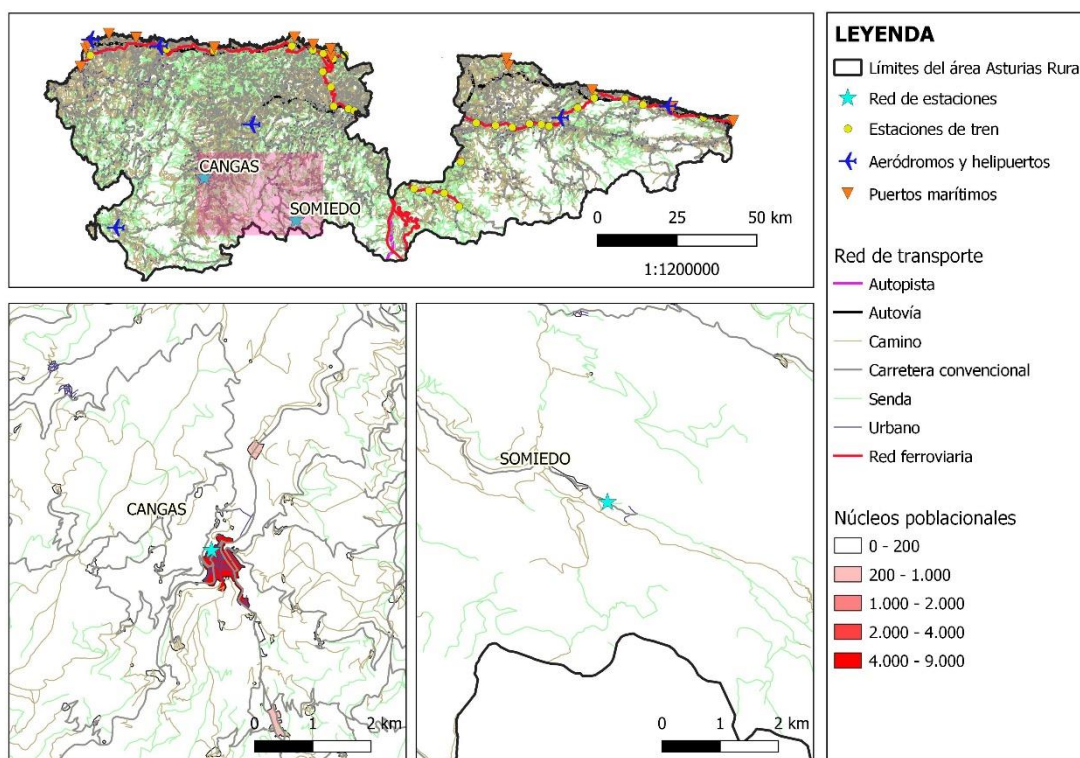 CANGAS
SOMIEDO
0 25 50 km
1:1200000
CANGAS
0 1 2 km
SOMIEDO
0 1 2 km
LEYENDA
Límites del área Asturias Rural
Red de estaciones
Estaciones de tren
Aeródromos y helipuertos
Puertos marítimos
Red de transporte
Autopista
Autovía
Camino
Carretera convencional
Senda
Urbano
Red ferroviaria
Núcleos poblacionales
0 - 200
200 - 1.000
1.000 - 2.000
2.000 - 4.000
4.000 - 9.000